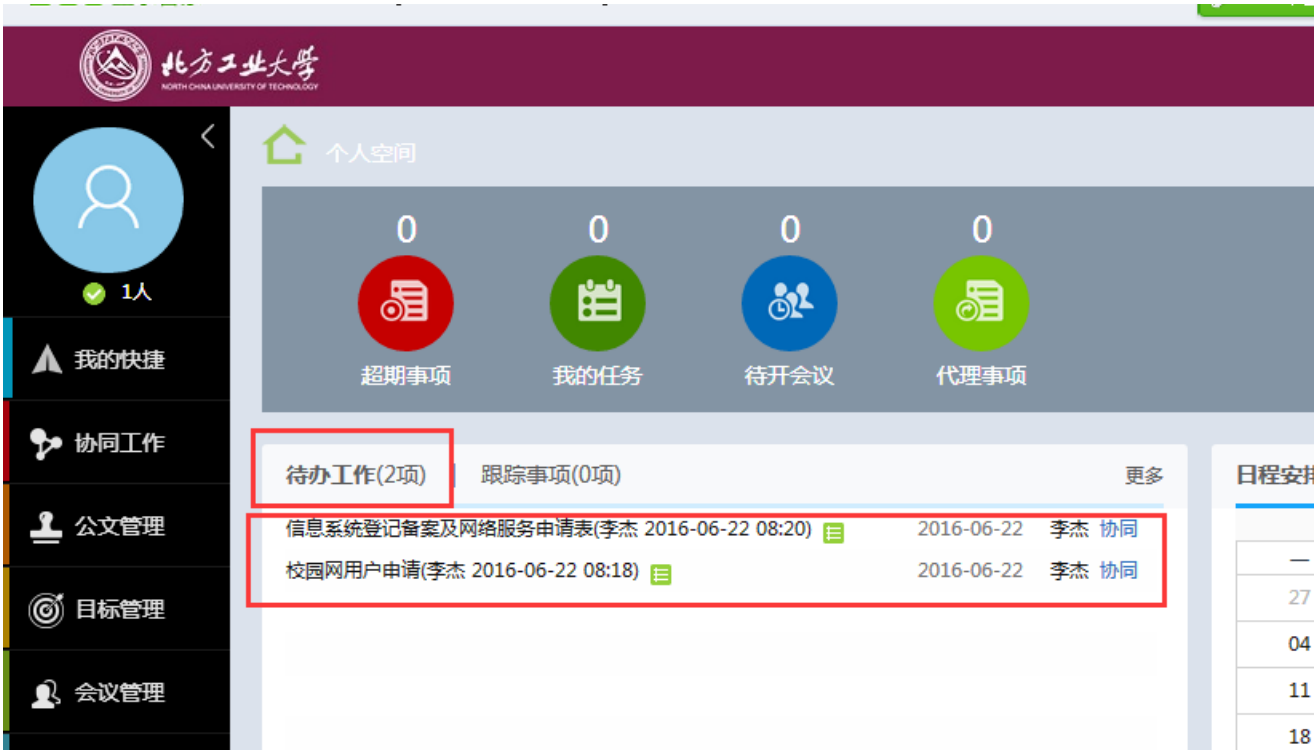 北方工业大学
NORTH CHINA UNIVERSITY OF TECHNOLOGY
个人空间
1人
0 0 0 0
超期事项 我的任务 待开会议 代理事项
我的快捷
协同工作
公文管理
目标管理
会议管理
待办工作(2项) 跟踪事项(0项) 更多
信息系统登记备案及网络服务申请表(李杰 2016-06-22 08:20) 2016-06-22 李杰 协同
校园网用户申请(李杰 2016-06-22 08:18) 2016-06-22 李杰 协同
日程安排
一
27
04
11
18